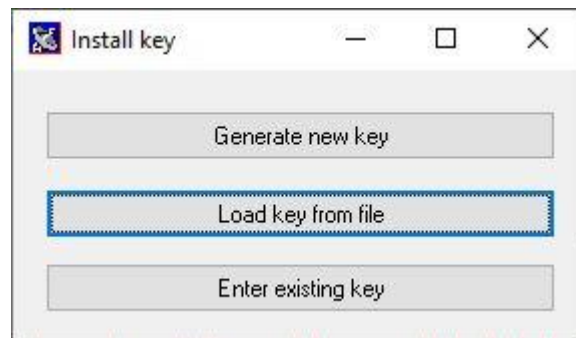 Install key
Generate new key
Load key from file
Enter existing key